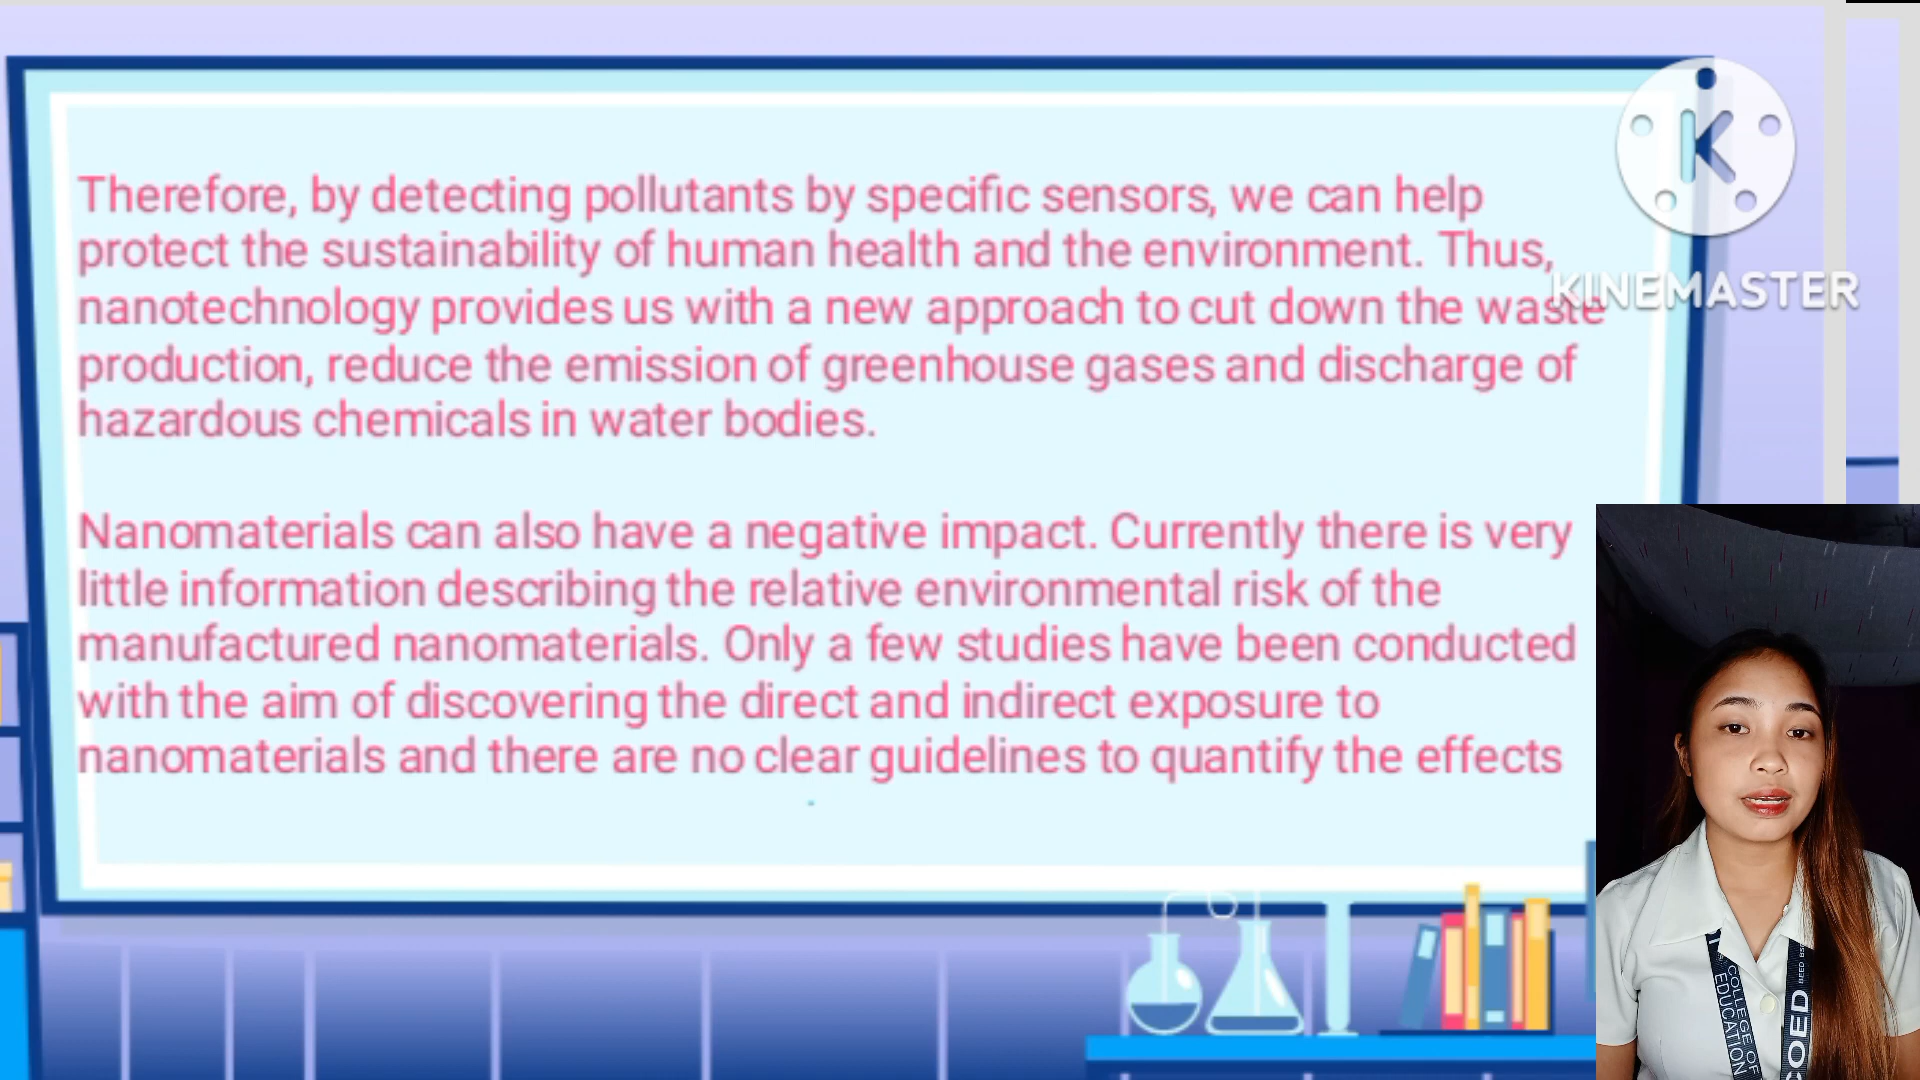 Therefore, by detecting pollutants by specific sensors, we can help
protect the sustainability of human health and the environment. Thus,
nanotechnology provides us with a new approach to cut down the waste
production, reduce the emission of greenhouse gases and discharge of
hazardous chemicals in water bodies.
Nanomaterials can also have a negative impact. Currently there is very
little information describing the relative environmental risk of the
manufactured nanomaterials. Only a few studies have been conducted
with the aim of discovering the direct and indirect exposure to
nanomaterials and there are no clear guidelines to quantify the effects
K
KINEMASTER
COLLEGE OF
EDUCATION
COED
BEED